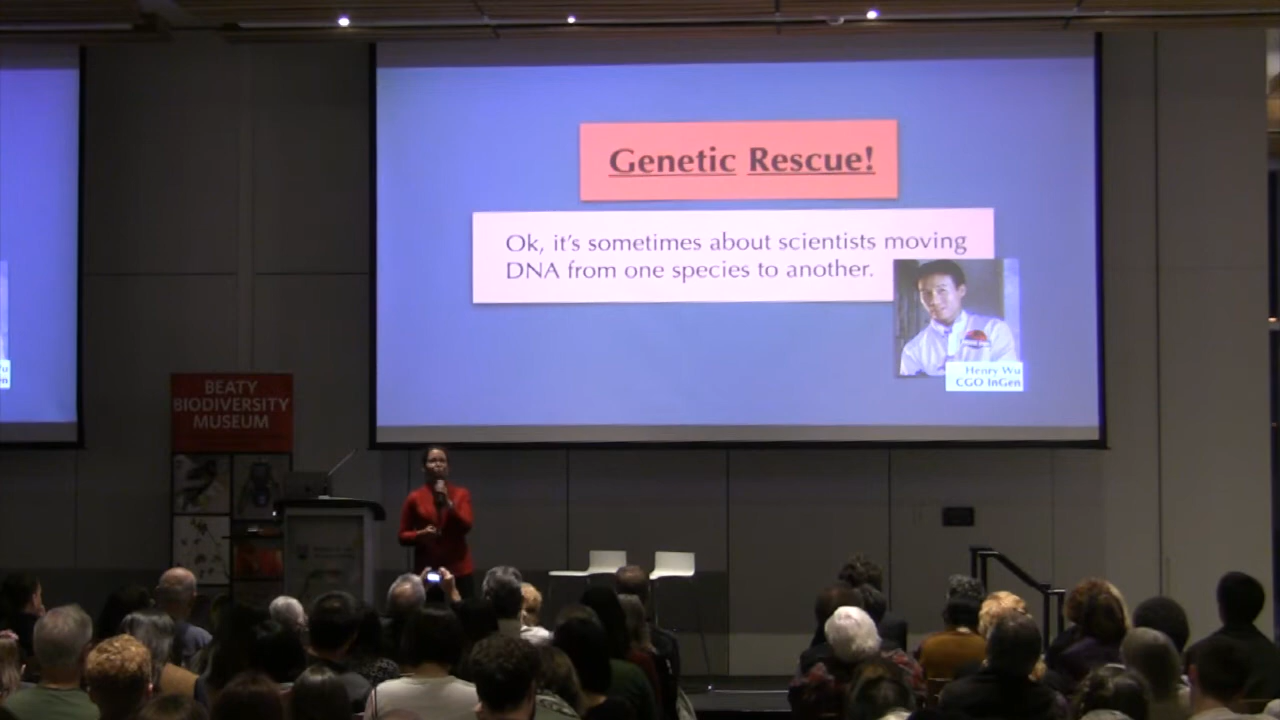 Genetic Rescue!
Ok, it's sometimes about scientists moving
DNA from one species to another.
Henry Wu
CGO InGen
BEATY
BIODIVERSITY
MUSEUM